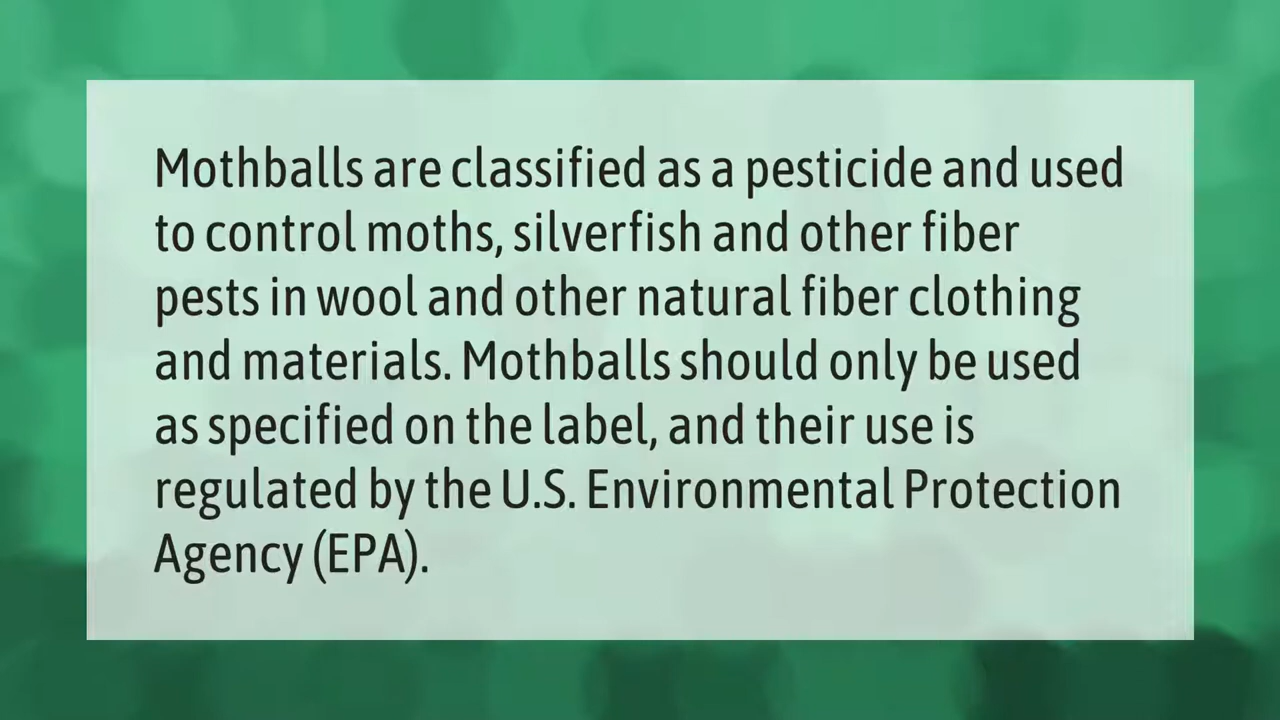 Mothballs are classified as a pesticide and used
to control moths, silverfish and other fiber
pests in wool and other natural fiber clothing
and materials. Mothballs should only be used
as specified on the label, and their use is
regulated by the U.S. Environmental Protection
Agency (EPA).